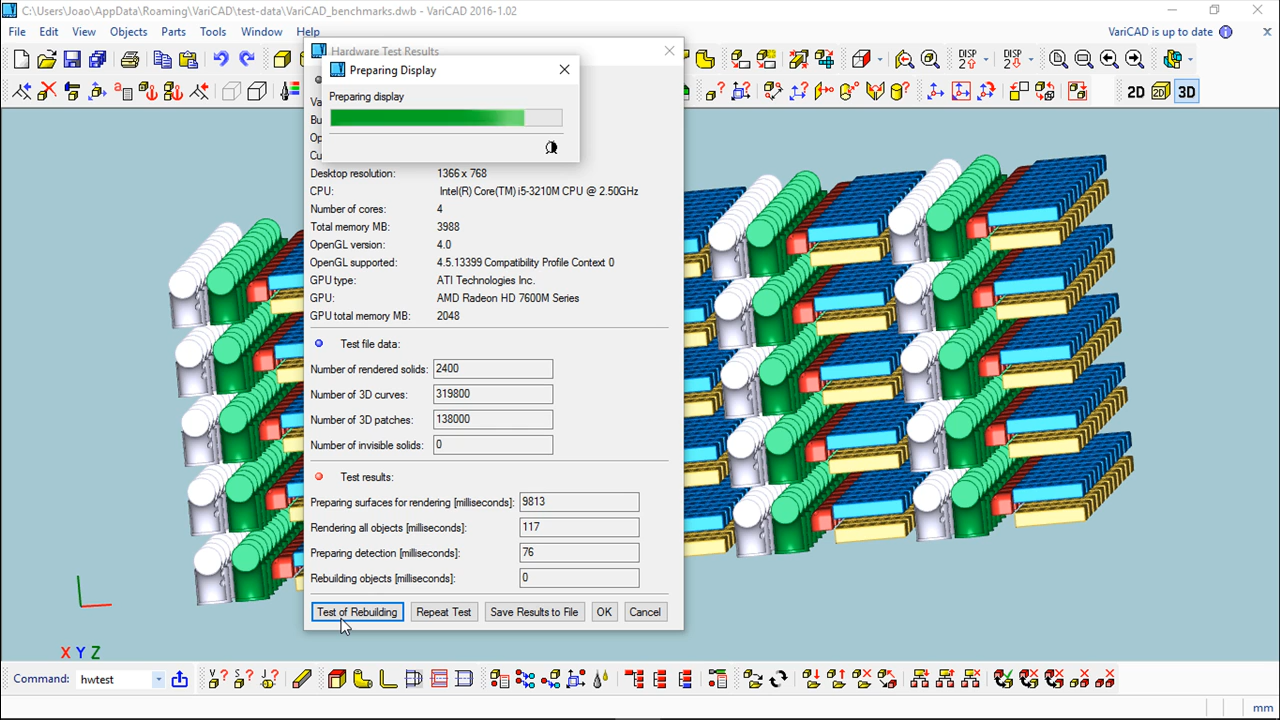 C:\Users\Joao\AppData\Roaming\VariCAD\test-data\VariCAD_benchmarks.dwb - VariCAD 2016-1.02
File Edit View Objects Parts Tools Window Help
VariCAD is up to date
DISP 2
DISP 3
2D 3D
Hardware Test Results
Preparing Display
Preparing display
Va
Bu
Op
Cu
Desktop resolution: 1366 x 768
CPU: Intel(R) Core(TM) i5-3210M CPU @ 2.50GHz
Number of cores: 4
Total memory MB: 3988
OpenGL version: 4.0
OpenGL supported: 4.5.13399 Compatibility Profile Context 0
GPU type: ATI Technologies Inc.
GPU: AMD Radeon HD 7600M Series
GPU total memory MB: 2048
Test file data:
Number of rendered solids: 2400
Number of 3D curves: 319800
Number of 3D patches: 138000
Number of invisible solids: 0
Test results:
Preparing surfaces for rendering [milliseconds]: 9813
Rendering all objects [milliseconds]: 117
Preparing detection [milliseconds]: 76
Rebuilding objects [milliseconds]: 0
Test of Rebuilding Repeat Test Save Results to File OK Cancel
X Y Z
Command: hwtest
mm